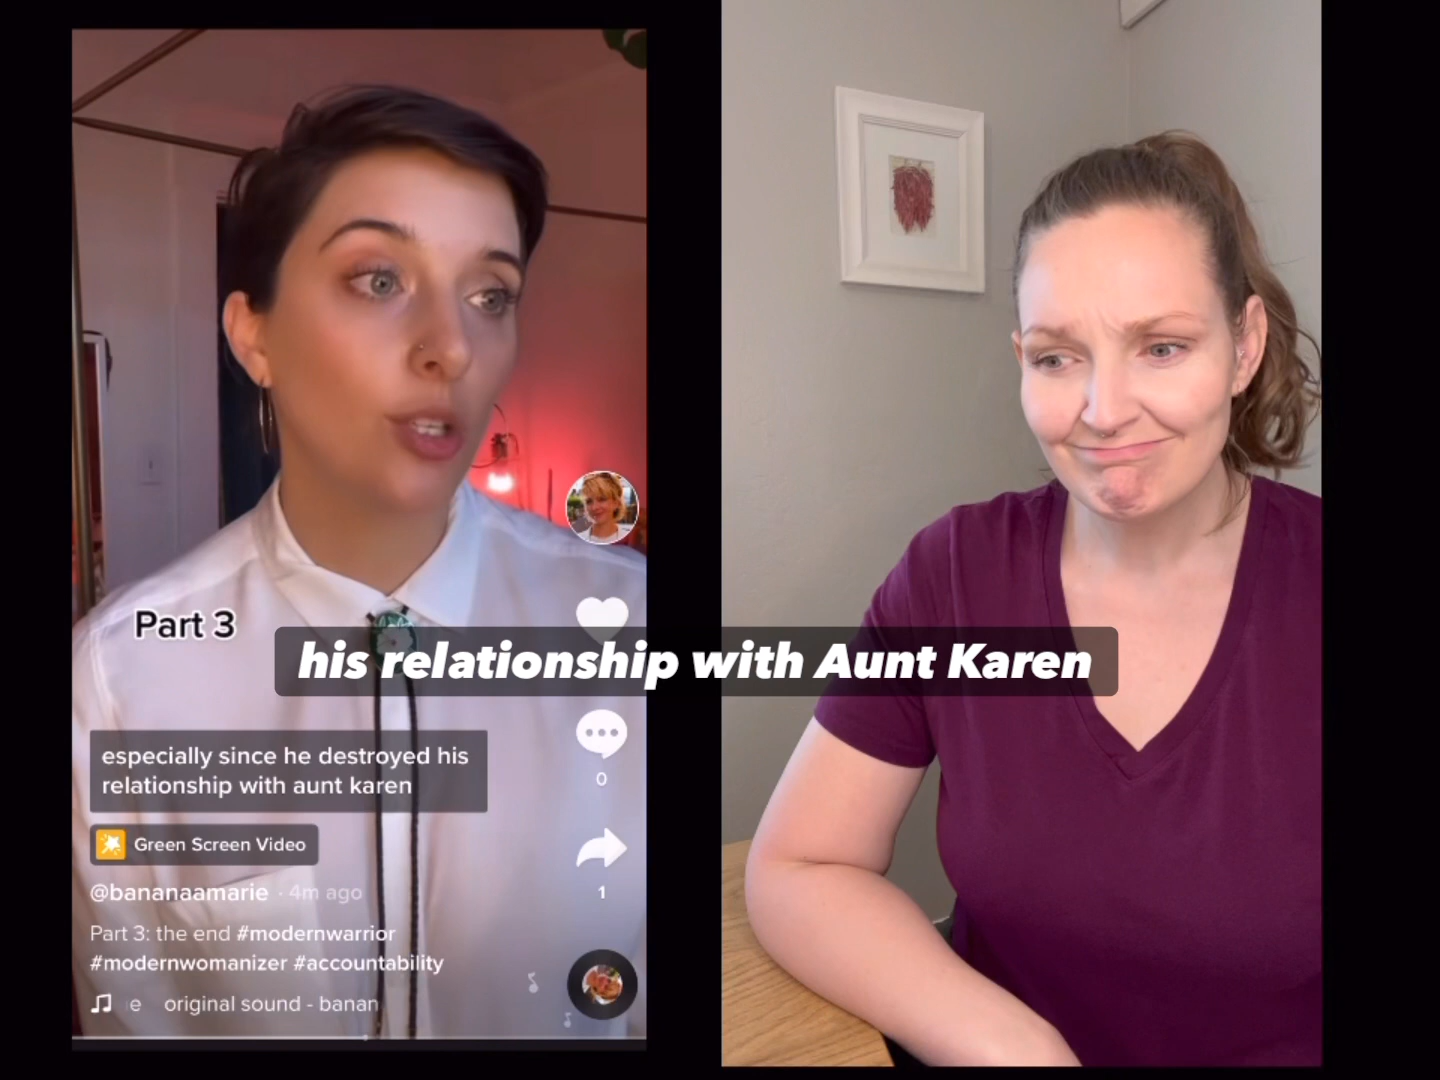 Part 3
his relationship with Aunt Karen
especially since he destroyed his
relationship with aunt karen
0
Green Screen Video
1
@bananaamarie · 4m ago
Part 3: the end #modernwarrior
#modernwomanizer #accountability
e original sound - banan